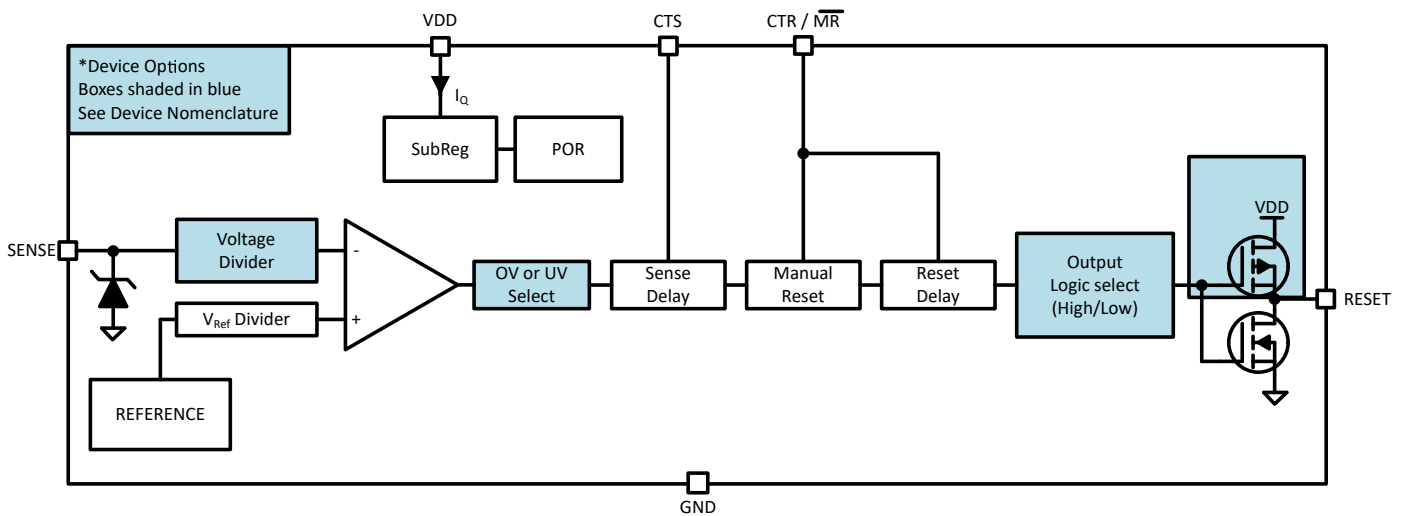 VDD
CTS
CTR / MR
*Device Options
Boxes shaded in blue
See Device Nomenclature
IQ
SubReg
POR
VDD
SENSE
Voltage
Divider
-
OV or UV
Select
Sense
Delay
Manual
Reset
Reset
Delay
Output
Logic select
(High/Low)
RESET
VRef Divider
+
REFERENCE
GND